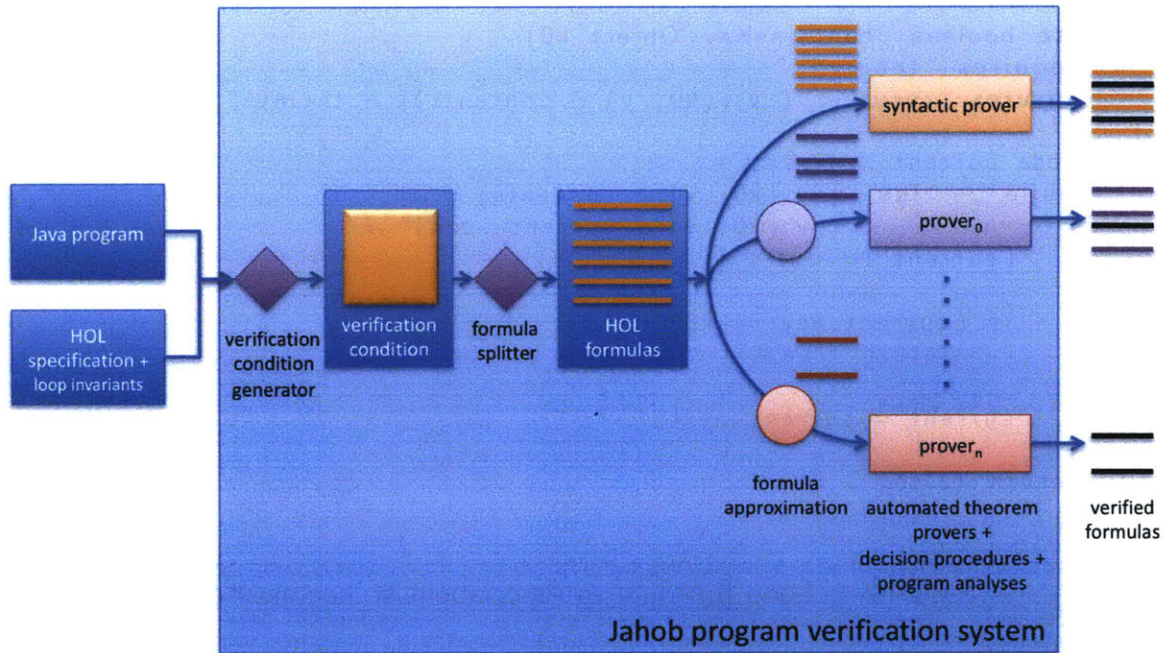 Java program
HOL
specification +
loop invariants
verification
condition
generator
verification
condition
formula
splitter
HOL
formulas
syntactic prover
prover0
provern
formula
approximation
automated theorem
provers +
decision procedures +
program analyses
verified
formulas
Jahob program verification system